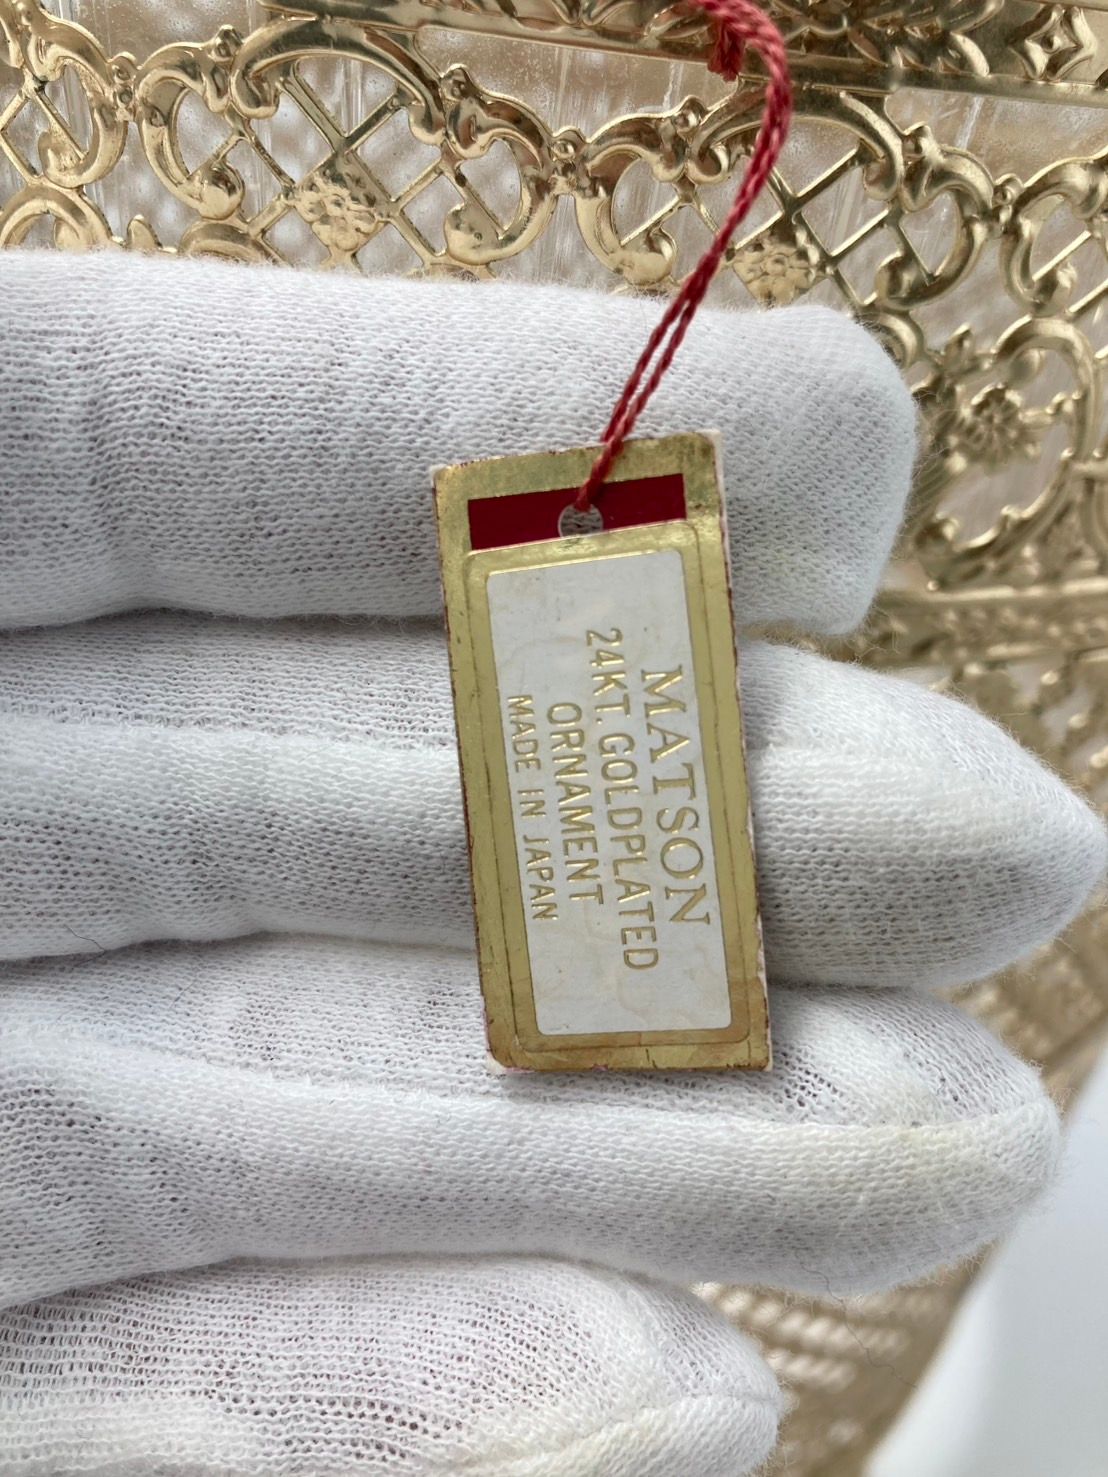 MATSON
24KT. GOLDPLATED
ORNAMENT
MADE IN JAPAN